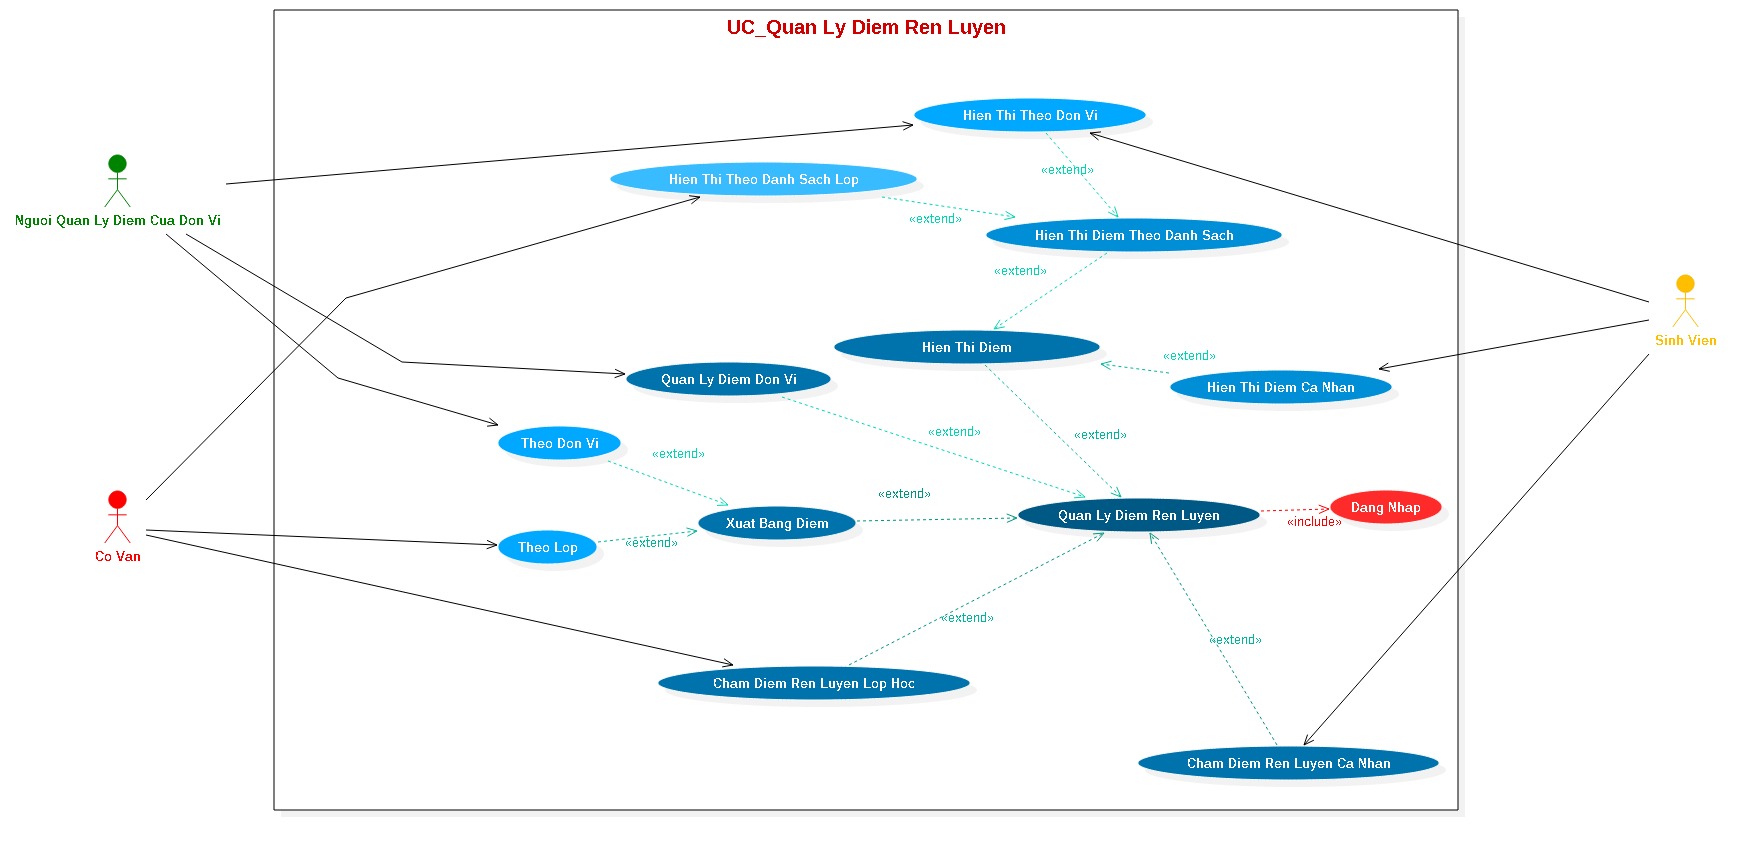 UC_Quan Ly Diem Ren Luyen
Hien Thi Theo Don Vi
«extend»
Hien Thi Theo Danh Sach Lop
«extend»
Nguoi Quan Ly Diem Cua Don Vi
Hien Thi Diem Theo Danh Sach
«extend»
Sinh Vien
Hien Thi Diem
«extend»
Quan Ly Diem Don Vi
Hien Thi Diem Ca Nhan
«extend»
«extend»
Theo Don Vi
«extend»
«extend»
Dang Nhap
Quan Ly Diem Ren Luyen
«include»
Xuat Bang Diem
«extend»
Theo Lop
Co Van
«extend»
«extend»
Cham Diem Ren Luyen Lop Hoc
Cham Diem Ren Luyen Ca Nhan